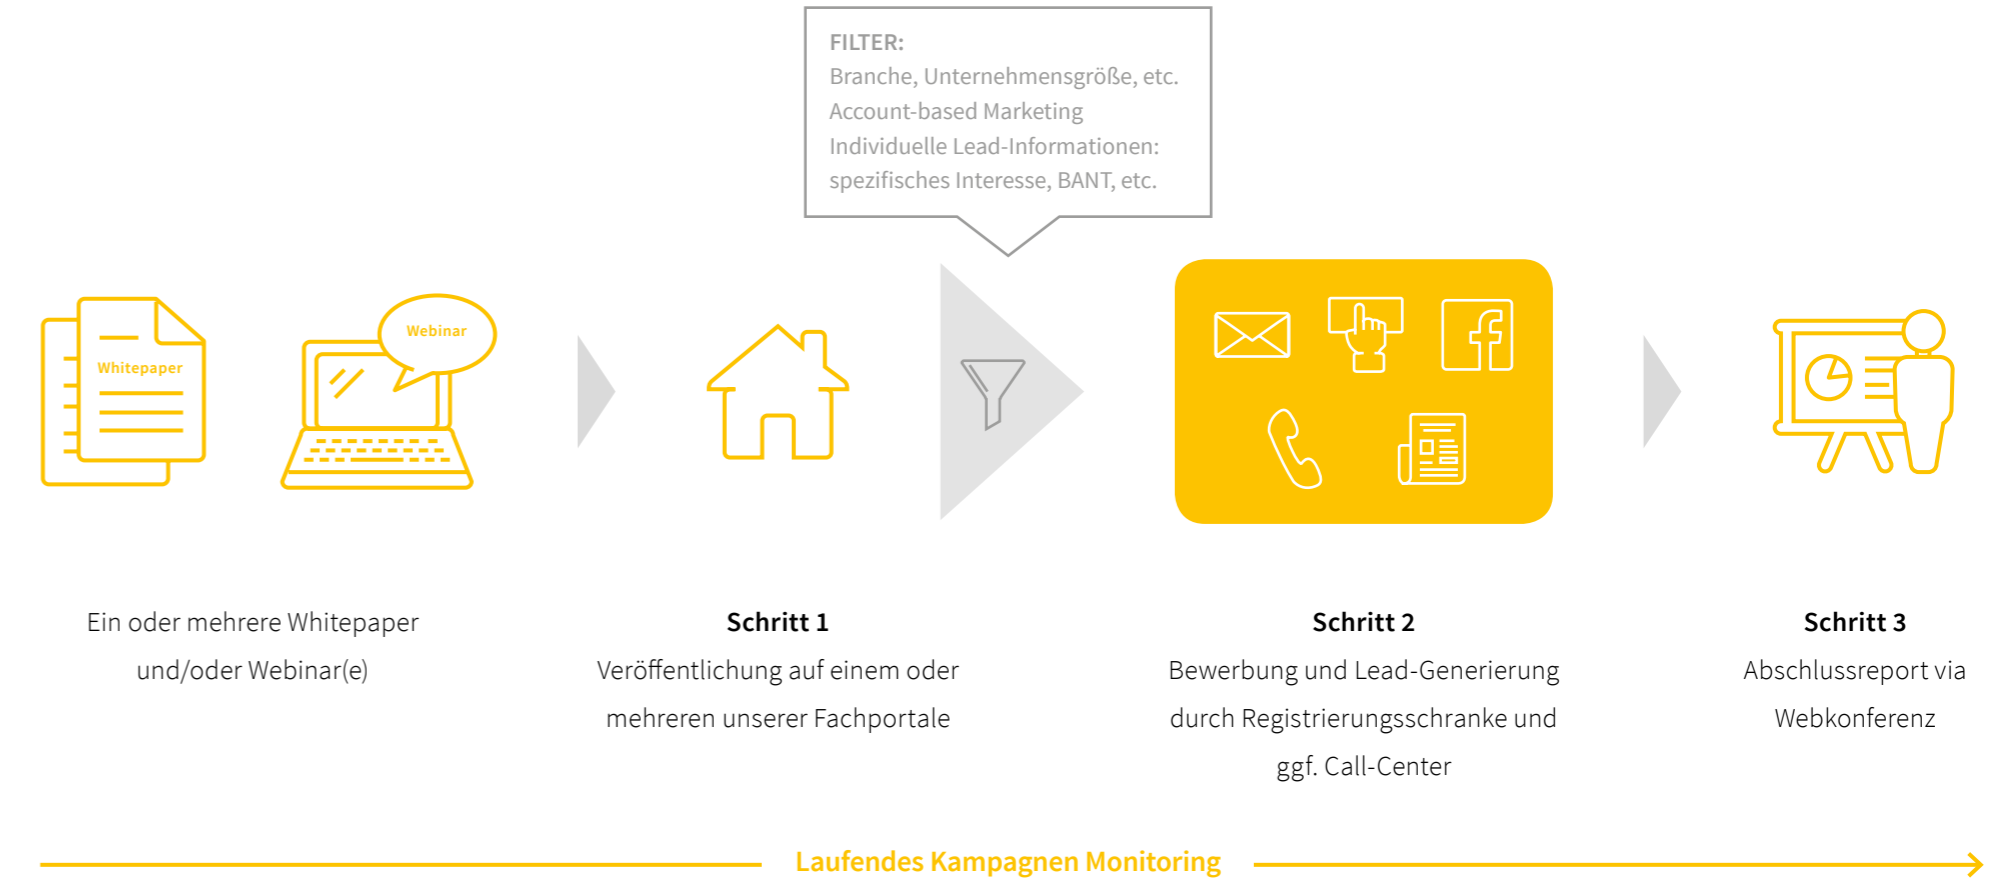 FILTER:
Branche, Unternehmensgröße, etc.
Account-based Marketing
Individuelle Lead-Informationen:
spezifisches Interesse, BANT, etc.
Whitepaper
Webinar
Ein oder mehrere Whitepaper
und/oder Webinar(e)
Schritt 1
Veröffentlichung auf einem oder
mehreren unserer Fachportale
Schritt 2
Bewerbung und Lead-Generierung
durch Registrierungsschranke und
ggf. Call-Center
Schritt 3
Abschlussreport via
Webkonferenz
Laufendes Kampagnen Monitoring